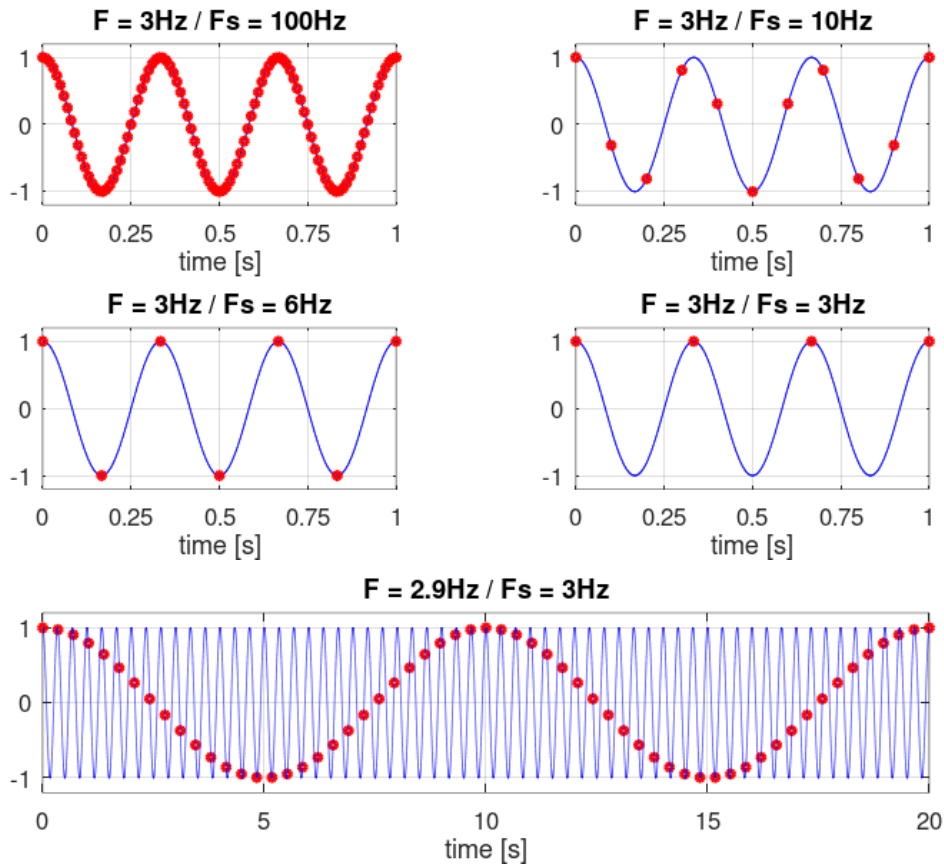 F = 3Hz / Fs = 100Hz
1
0
-1
0 0.25 0.5 0.75 1
time [s]
F = 3Hz / Fs = 10Hz
1
0
-1
0 0.25 0.5 0.75 1
time [s]
F = 3Hz / Fs = 6Hz
1
0
-1
0 0.25 0.5 0.75 1
time [s]
F = 3Hz / Fs = 3Hz
1
0
-1
0 0.25 0.5 0.75 1
time [s]
F = 2.9Hz / Fs = 3Hz
1
0
-1
0 5 10 15 20
time [s]